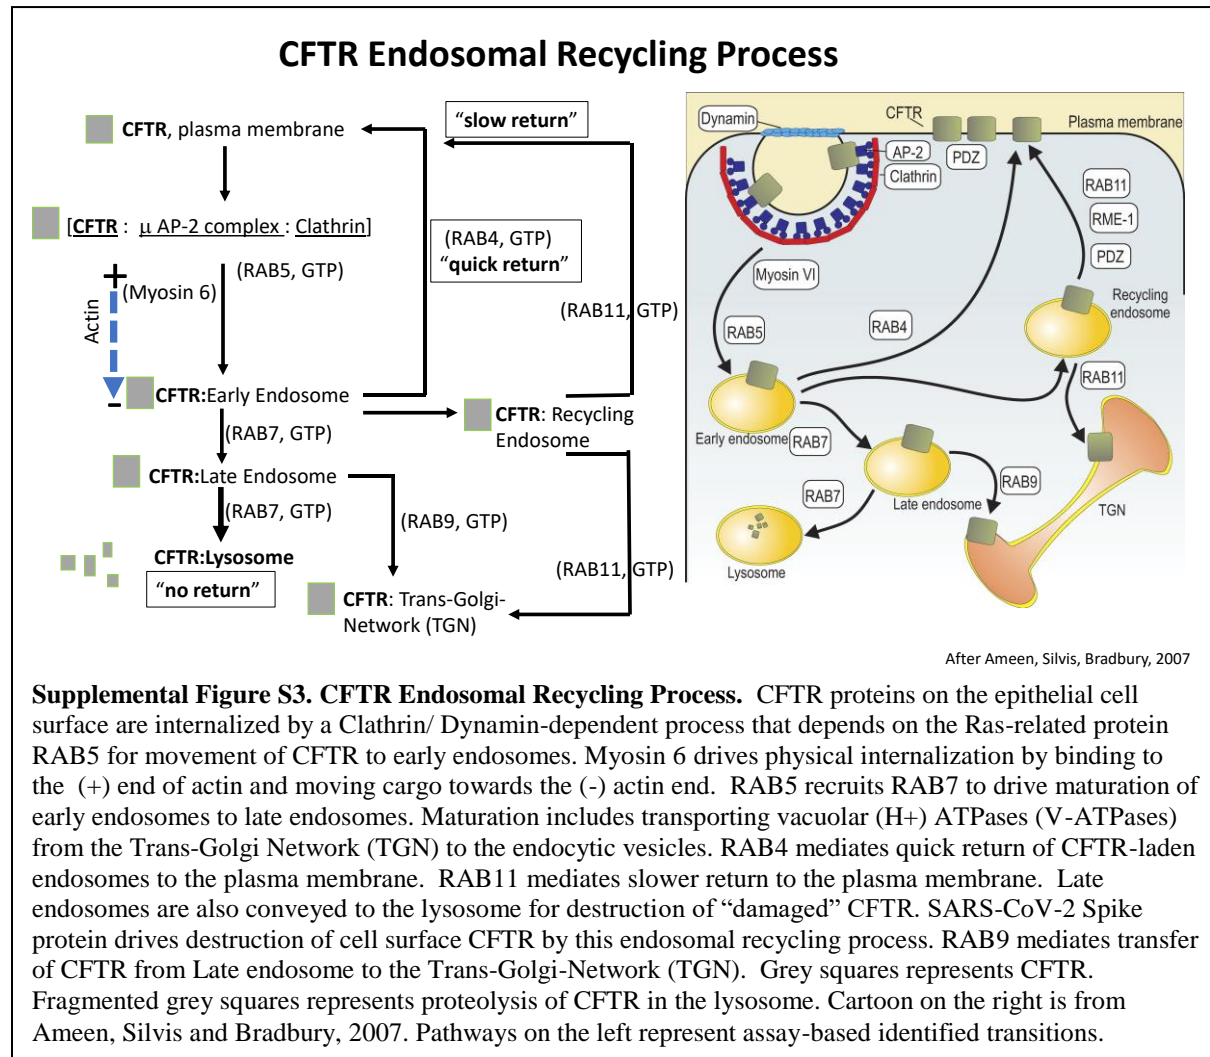 CFTR Endosomal Recycling Process
CFTR, plasma membrane
"slow return"
[CFTR : μ AP-2 complex : Clathrin]
(RAB4, GTP)
"quick return"
+
(RAB5, GTP)
(Myosin 6)
Actin
(RAB11, GTP)
-
CFTR:Early Endosome
CFTR: Recycling
Endosome
(RAB7, GTP)
CFTR:Late Endosome
(RAB7, GTP)
(RAB9, GTP)
CFTR:Lysosome
"no return"
(RAB11, GTP)
CFTR: Trans-Golgi-
Network (TGN)
Dynamin
CFTR
Plasma membrane
AP-2
PDZ
Clathrin
RAB11
RME-1
PDZ
Myosin VI
Recycling
endosome
RAB5
RAB4
RAB11
Early endosome
RAB7
RAB7
RAB9
Late endosome
TGN
Lysosome
After Ameen, Silvis, Bradbury, 2007
Supplemental Figure S3. CFTR Endosomal Recycling Process. CFTR proteins on the epithelial cell
surface are internalized by a Clathrin/ Dynamin-dependent process that depends on the Ras-related protein
RAB5 for movement of CFTR to early endosomes. Myosin 6 drives physical internalization by binding to
the (+) end of actin and moving cargo towards the (-) actin end. RAB5 recruits RAB7 to drive maturation of
early endosomes to late endosomes. Maturation includes transporting vacuolar (H+) ATPases (V-ATPases)
from the Trans-Golgi Network (TGN) to the endocytic vesicles. RAB4 mediates quick return of CFTR-laden
endosomes to the plasma membrane. RAB11 mediates slower return to the plasma membrane. Late
endosomes are also conveyed to the lysosome for destruction of "damaged" CFTR. SARS-CoV-2 Spike
protein drives destruction of cell surface CFTR by this endosomal recycling process. RAB9 mediates transfer
of CFTR from Late endosome to the Trans-Golgi-Network (TGN). Grey squares represents CFTR.
Fragmented grey squares represents proteolysis of CFTR in the lysosome. Cartoon on the right is from
Ameen, Silvis and Bradbury, 2007. Pathways on the left represent assay-based identified transitions.